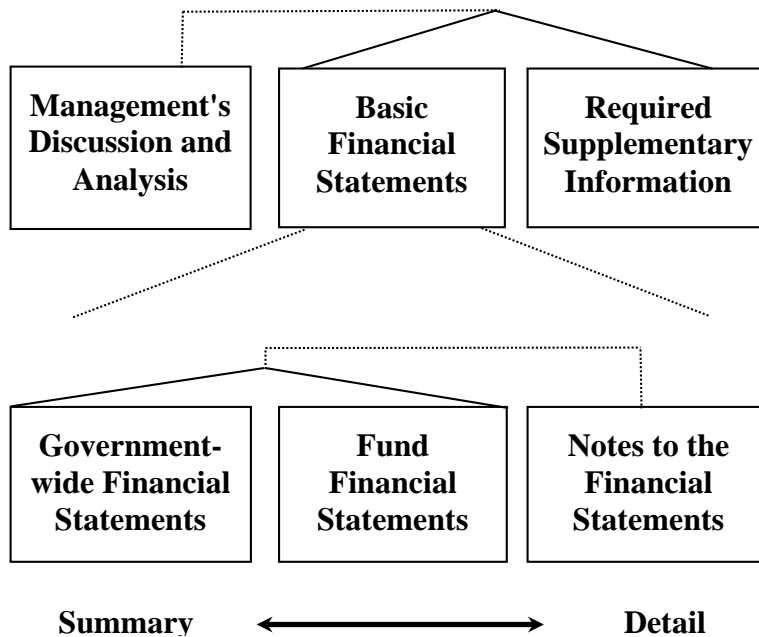 Management's
Discussion and
Analysis
Basic
Financial
Statements
Required
Supplementary
Information
Government-
wide Financial
Statements
Fund
Financial
Statements
Notes to the
Financial
Statements
Summary
Detail